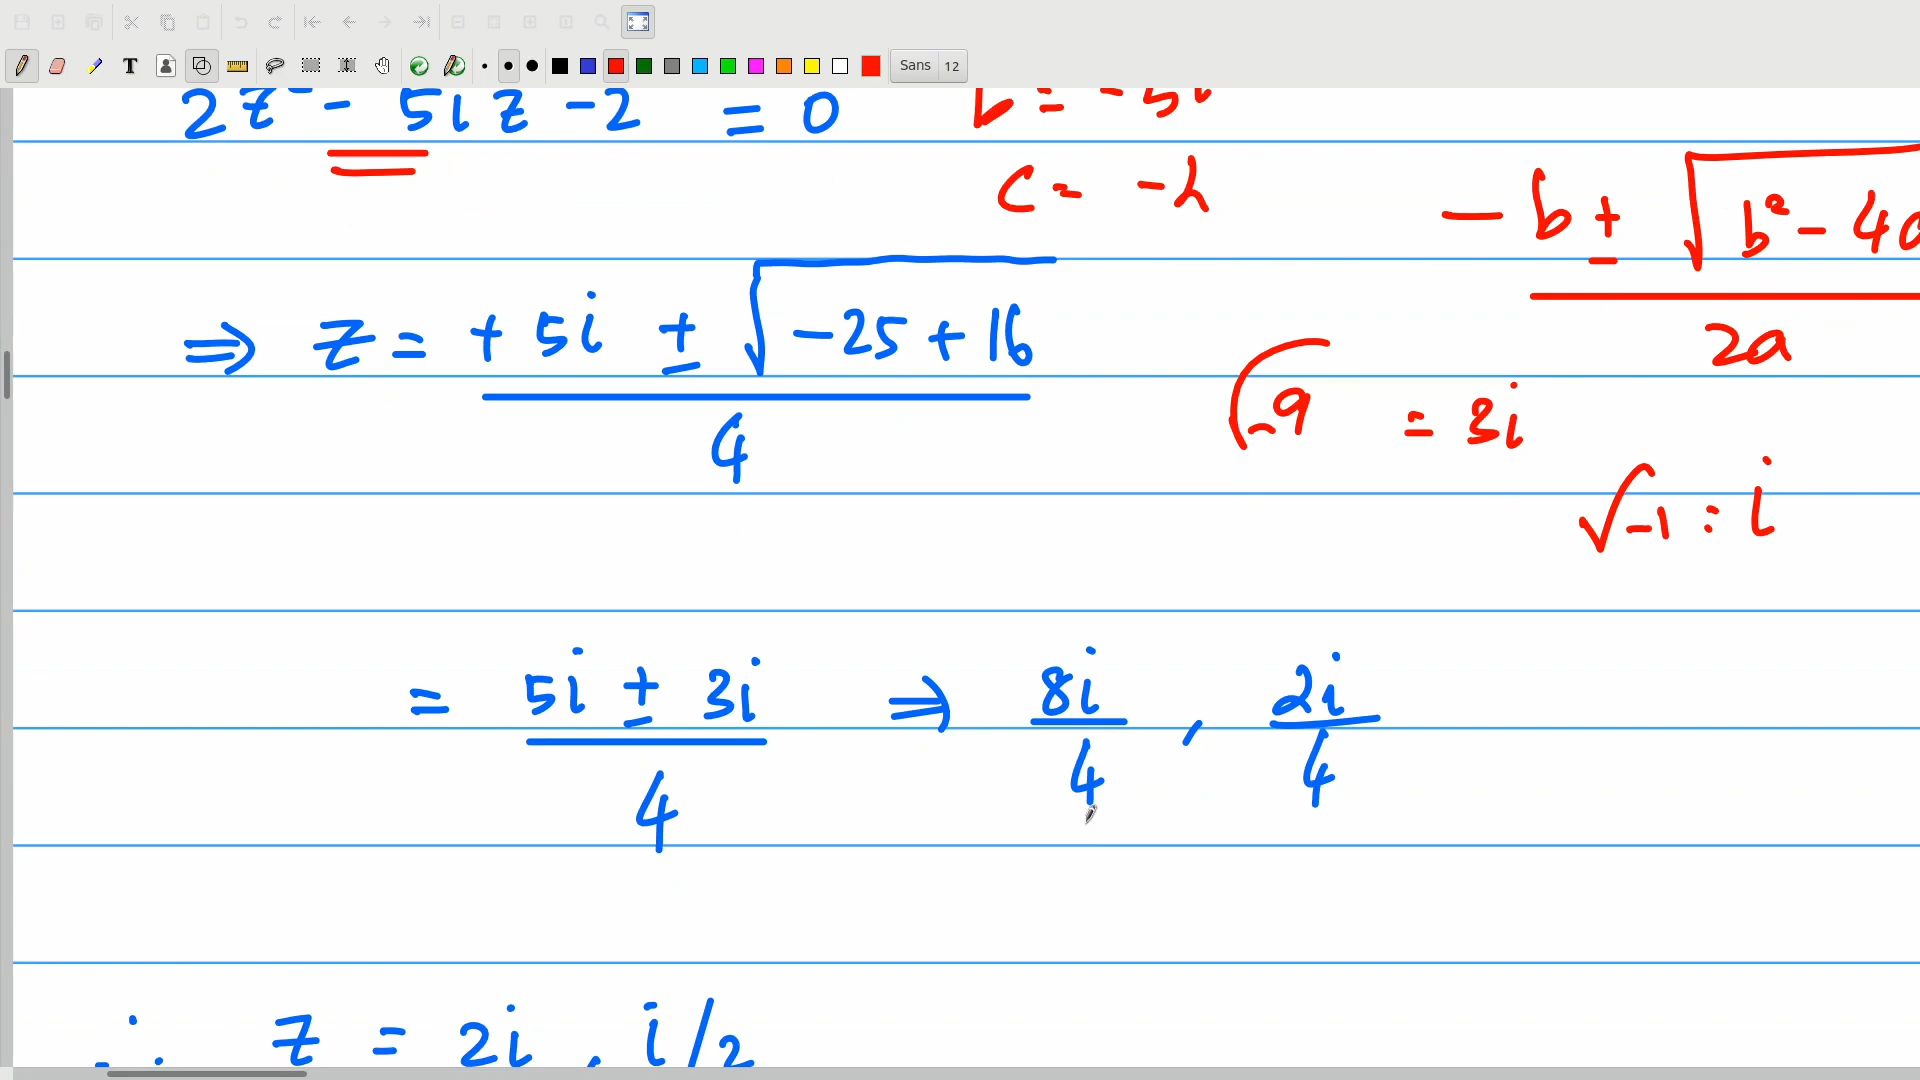 Sans 12
2z² - 5iz - 2 = 0
b = -5i
c = -2
-b ± √b² - 4a
2a
⇒ z = +5i ± √-25 + 16
4
√-9 = 3i
√-1 = i
= 5i ± 3i ⇒ 8i , 2i
4 4 4
∴ z = 2i , i/2